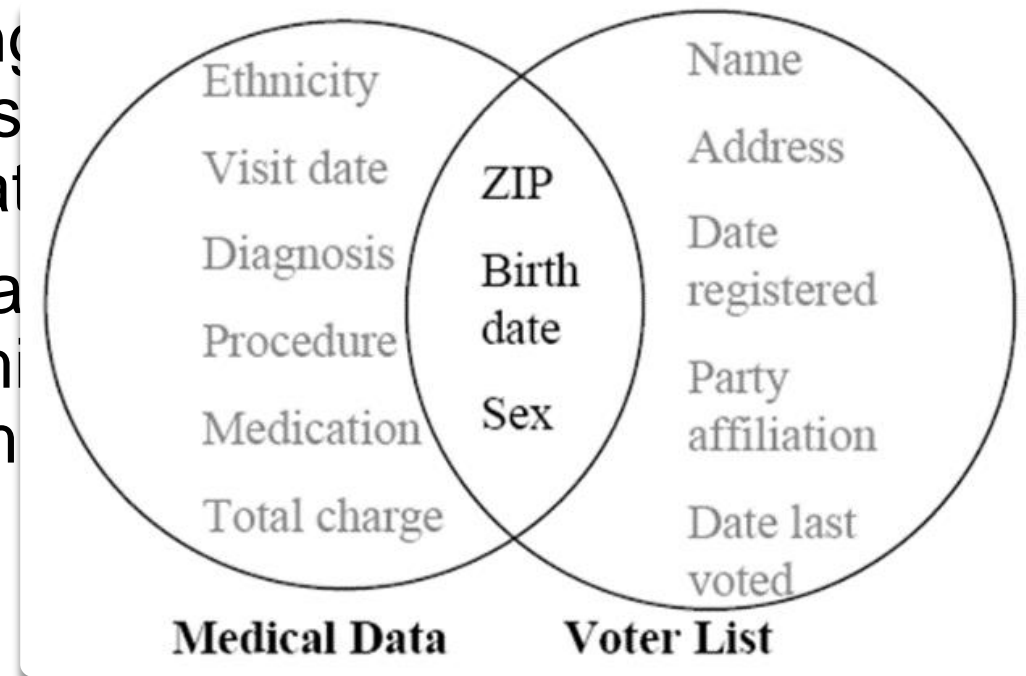 Ethnicity
Visit date
Diagnosis
Procedure
Medication
Total charge
ZIP
Birth
date
Sex
Name
Address
Date
registered
Party
affiliation
Date last
voted
Medical Data
Voter List